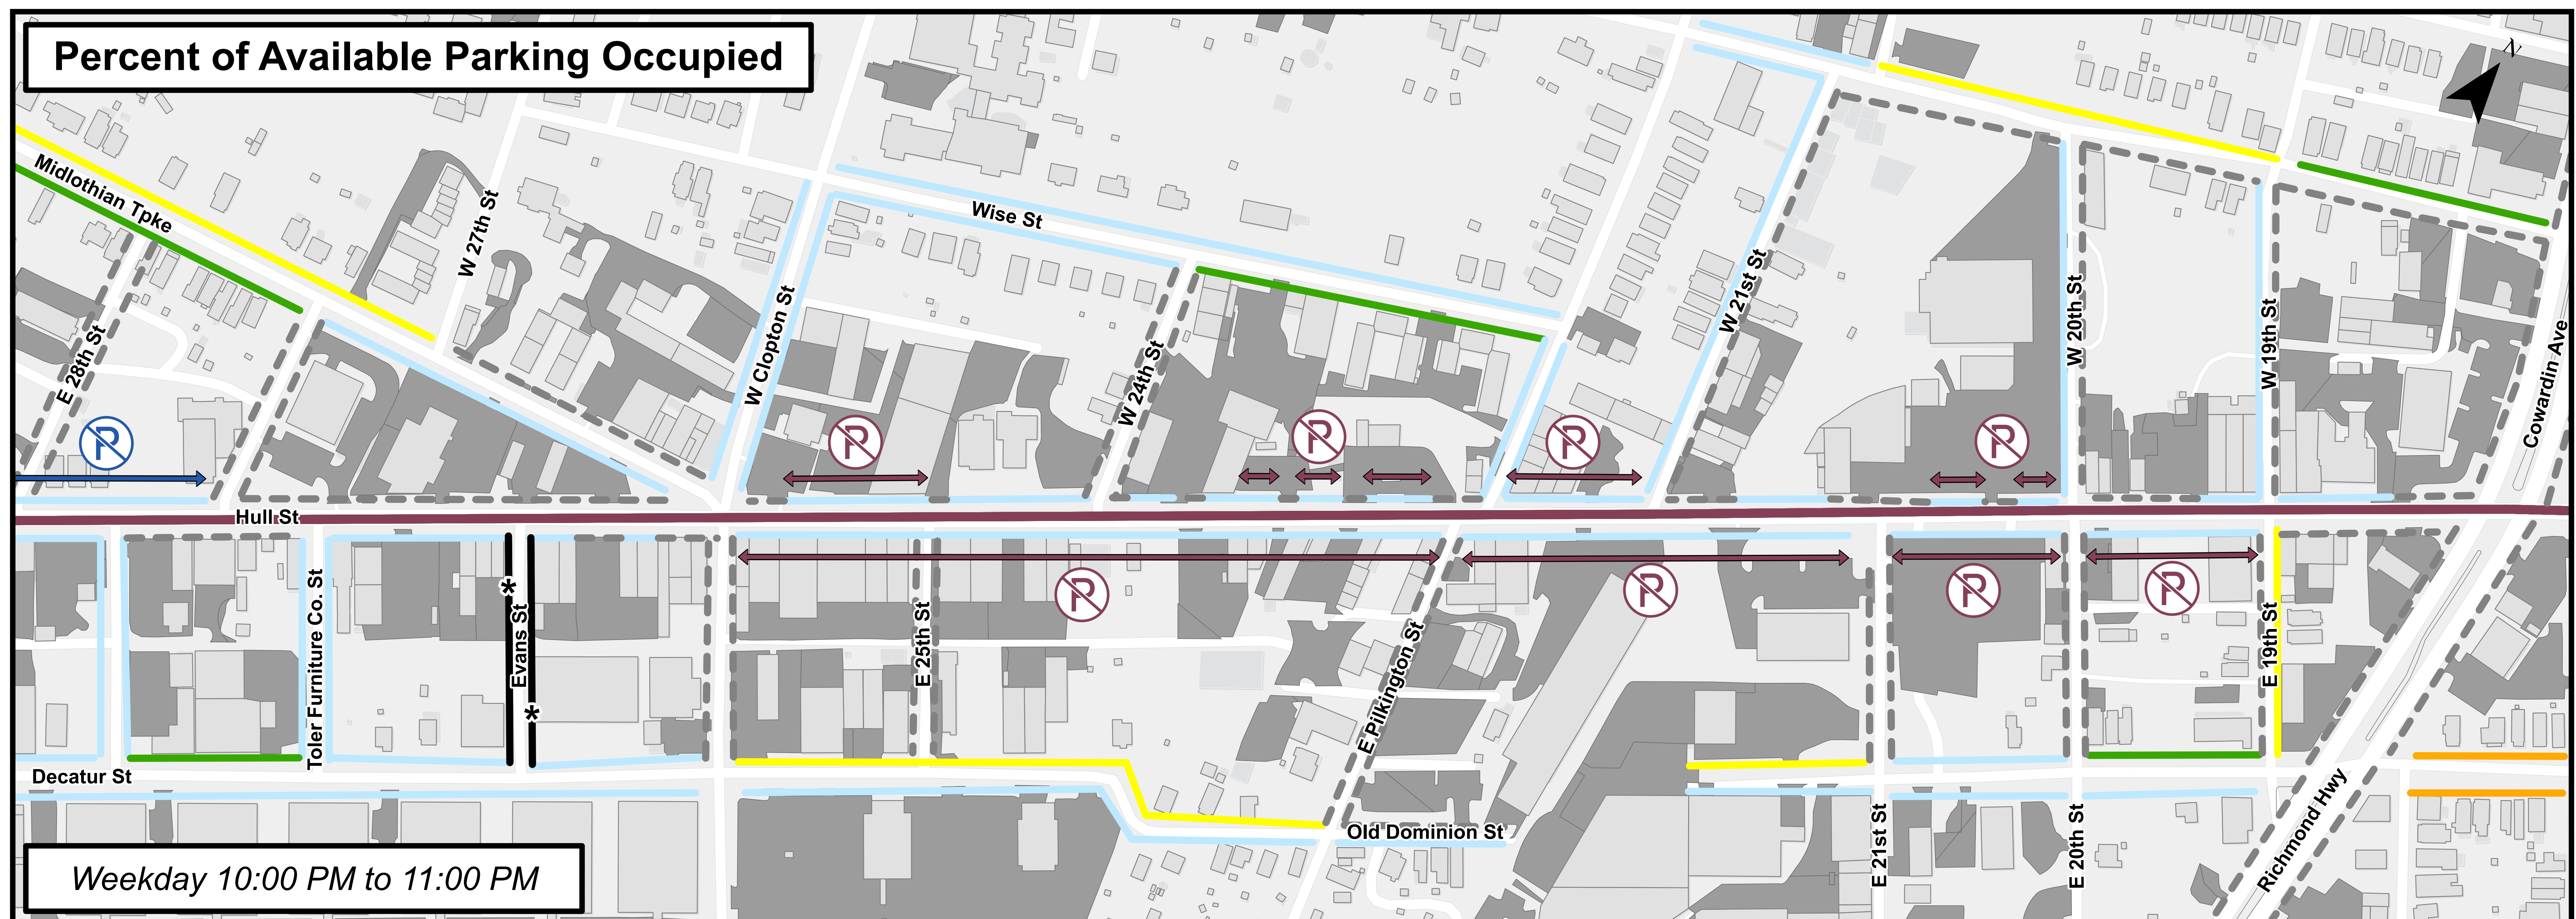 Percent of Available Parking Occupied
N
Midlothian Tpke
W 27th St
Wise St
W Clopton St
W 24th St
W 21st St
W 20th St
W 19th St
Cowardin Ave
E 28th St
P
P
P
P
P
Hull St
P
P
P
P
Toler Furniture Co. St
*
Evans St
*
E 25th St
E Pilkington St
E 19th St
Decatur St
Old Dominion St
E 21st St
E 20th St
Richmond Hwy
Weekday 10:00 PM to 11:00 PM